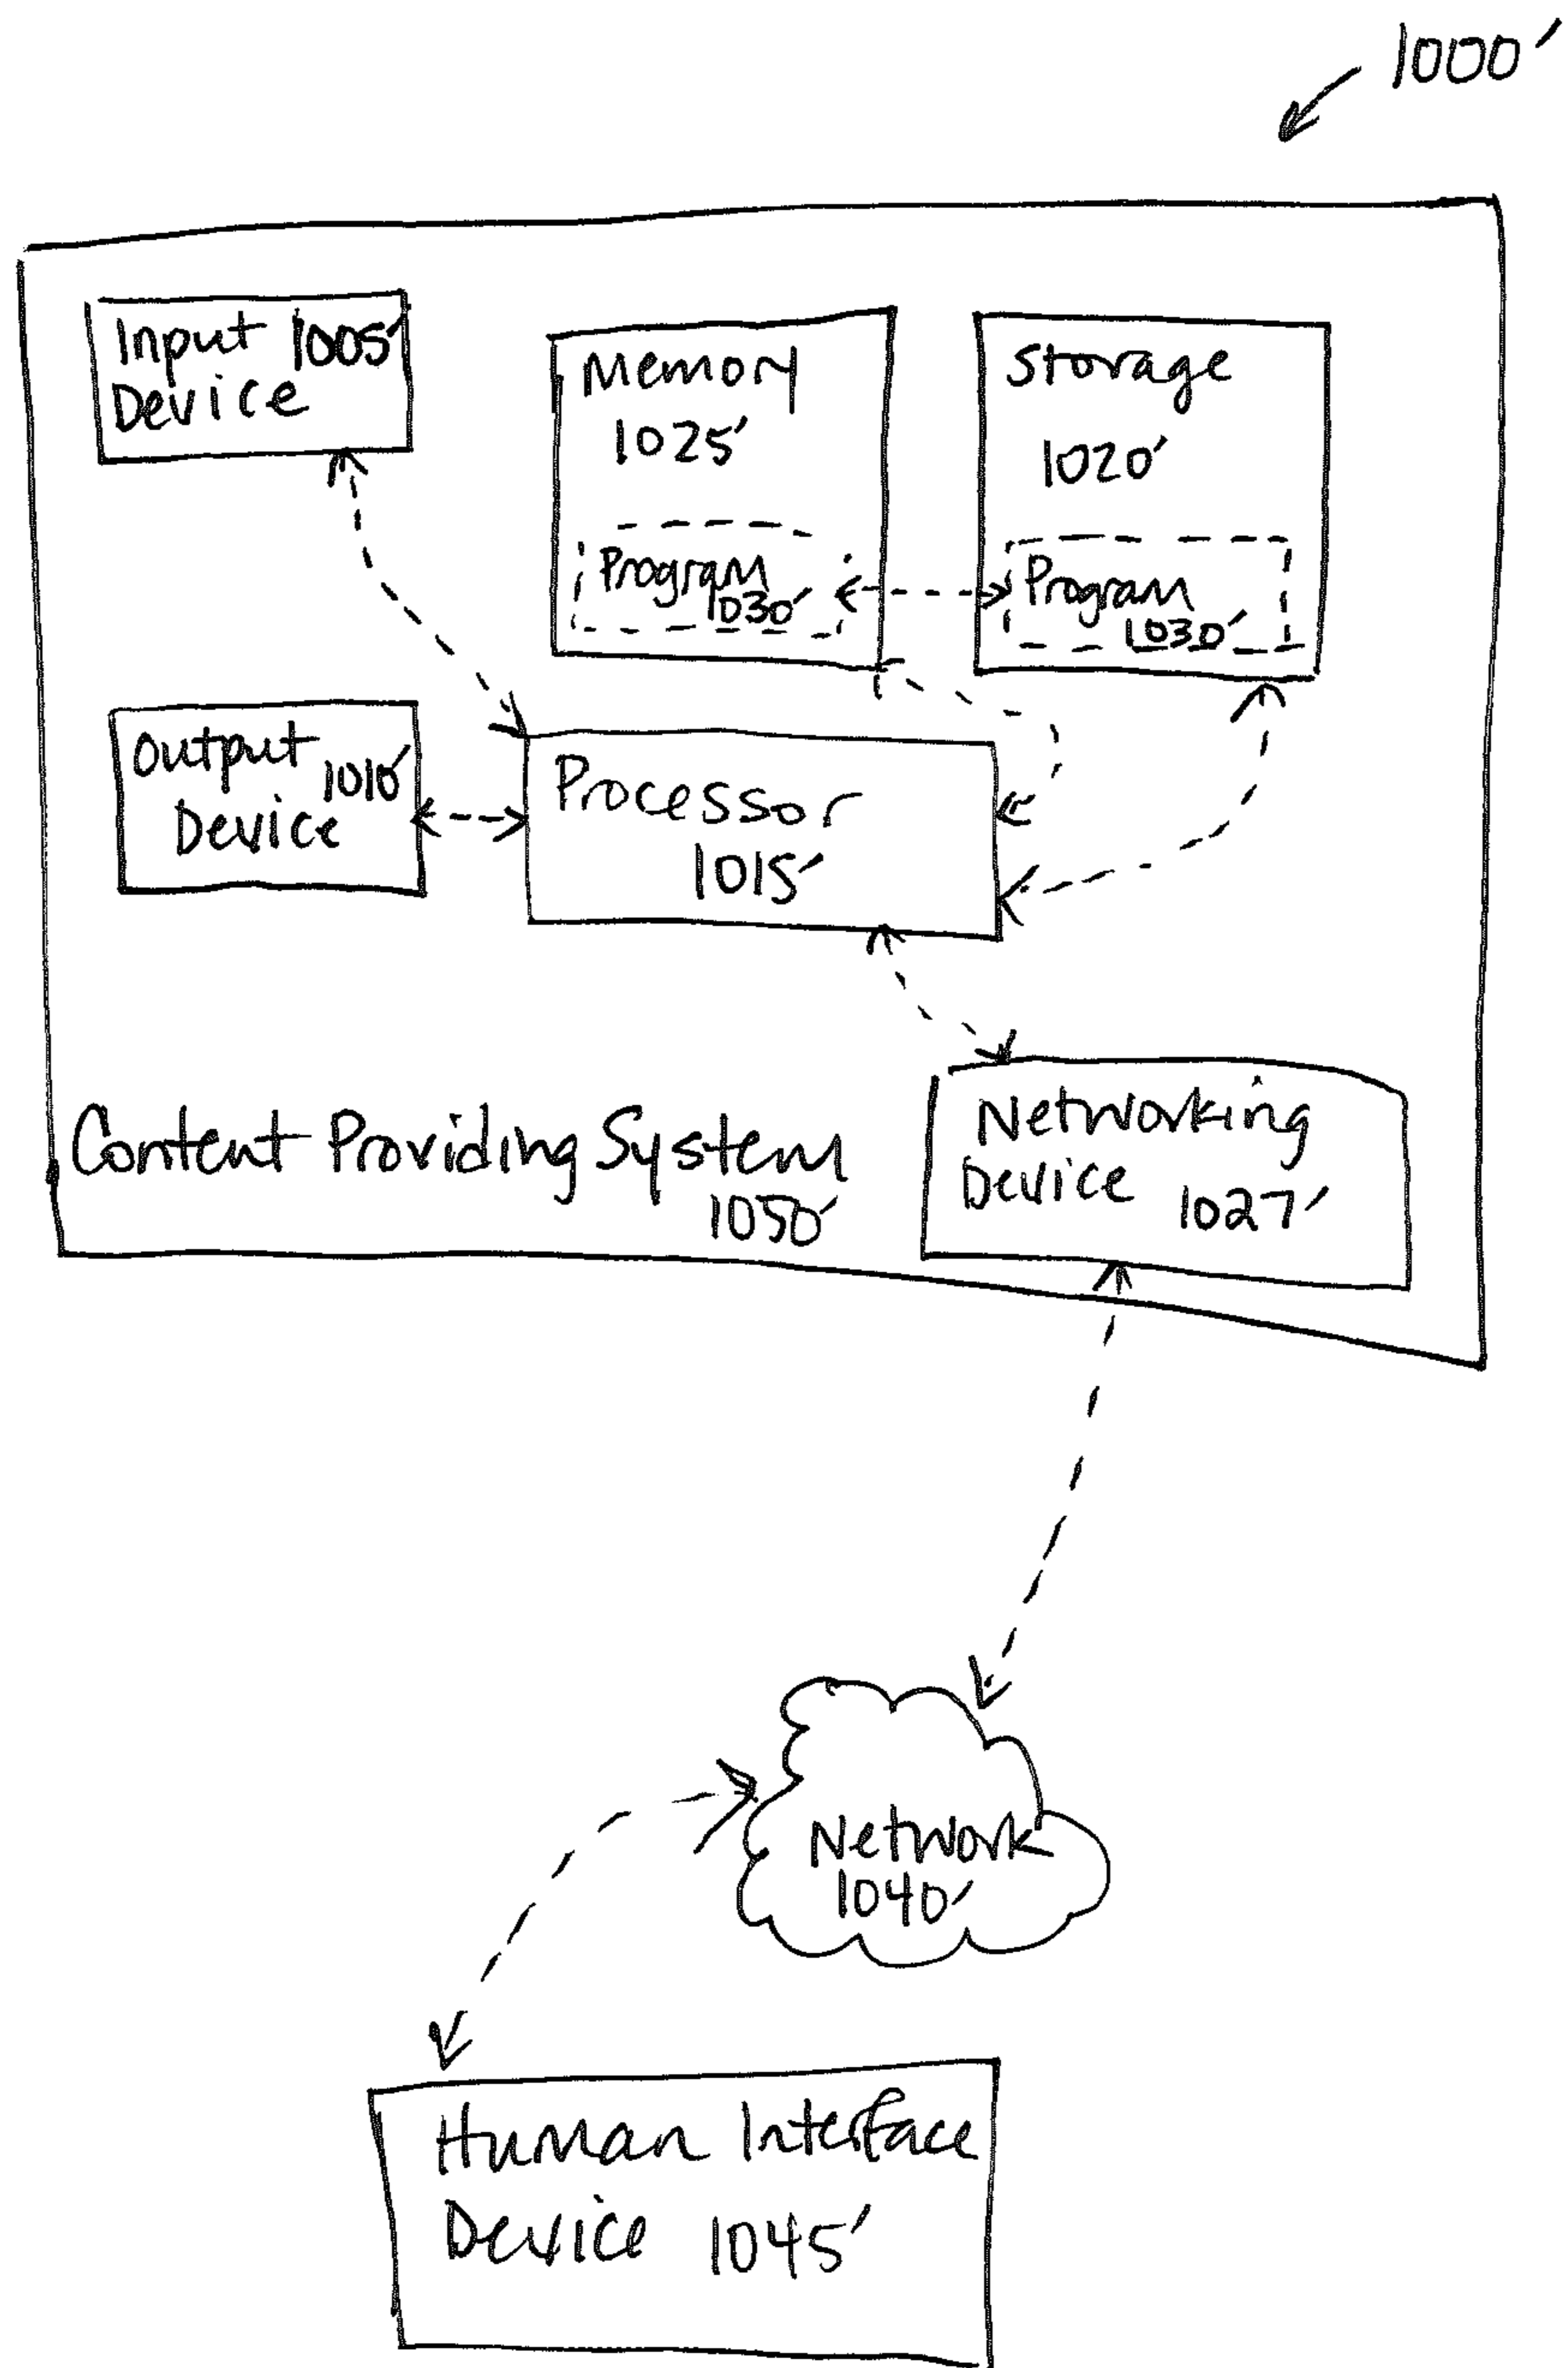 1000′
Input 1005′
Device
Memory
1025′
Program
1030′
Storage
1020′
Program
1030′
Output 1010′
Device
Processor
1015′
Content Providing System
1050′
Networking
Device 1027′
Network
1040′
Human Interface
Device 1045′